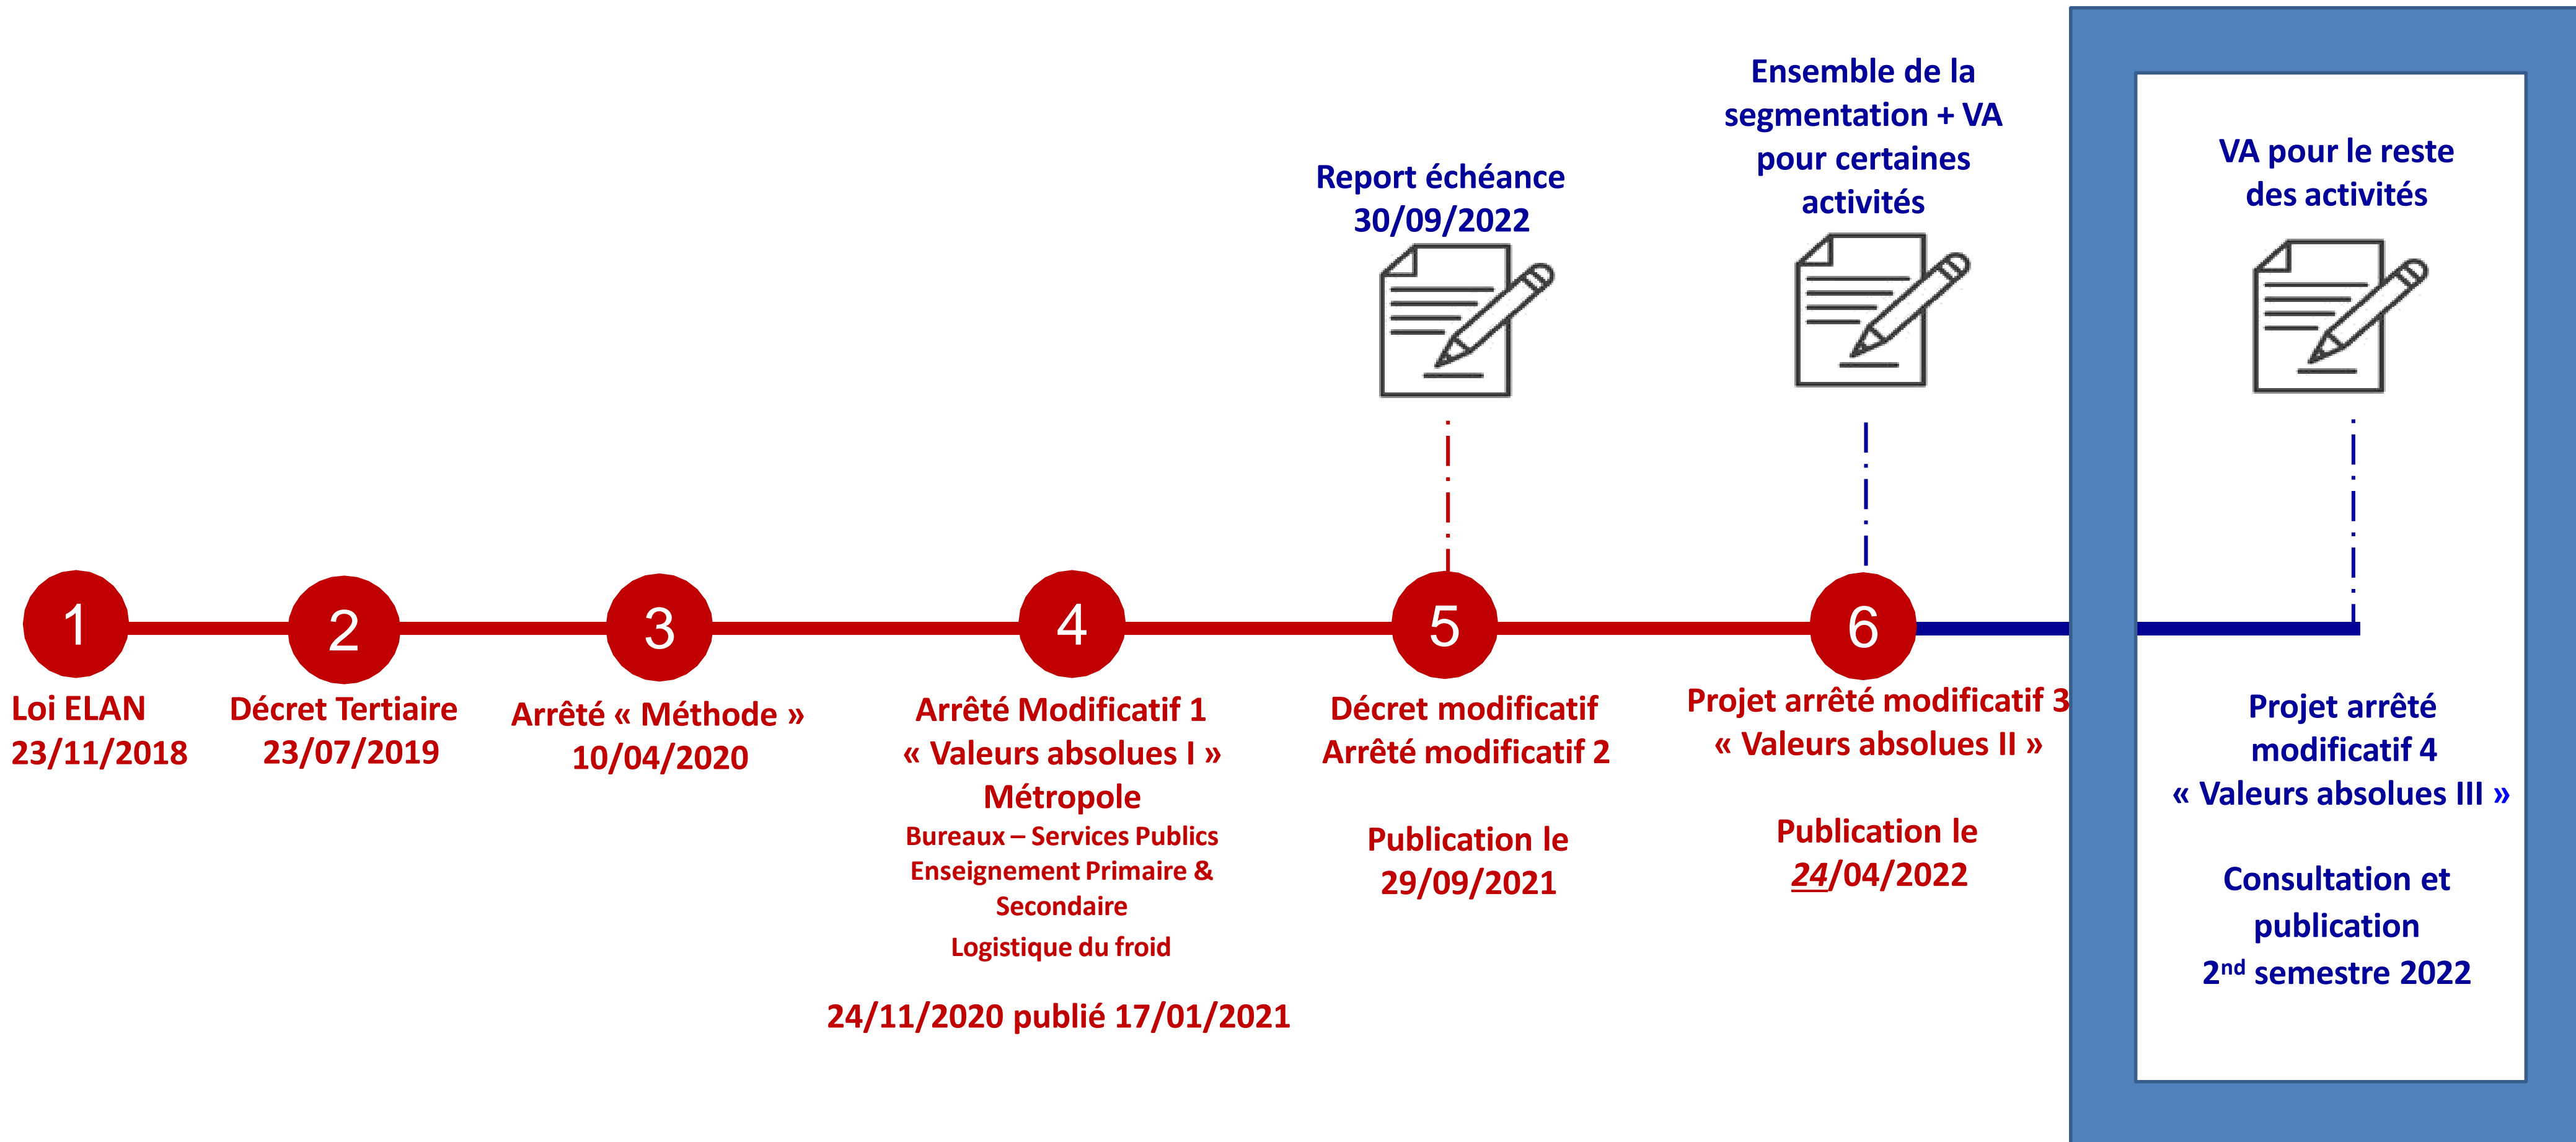 1
Loi ELAN
23/11/2018
2
Décret Tertiaire
23/07/2019
3
Arrêté « Méthode »
10/04/2020
4
Arrêté Modificatif 1
« Valeurs absolues I »
Métropole
Bureaux – Services Publics
Enseignement Primaire &
Secondaire
Logistique du froid
24/11/2020 publié 17/01/2021
Report échéance
30/09/2022
5
Décret modificatif
Arrêté modificatif 2
Publication le
29/09/2021
Ensemble de la
segmentation + VA
pour certaines
activités
6
Projet arrêté modificatif 3
« Valeurs absolues II »
Publication le
24/04/2022
VA pour le reste
des activités
Projet arrêté
modificatif 4
« Valeurs absolues III »
Consultation et
publication
2nd semestre 2022